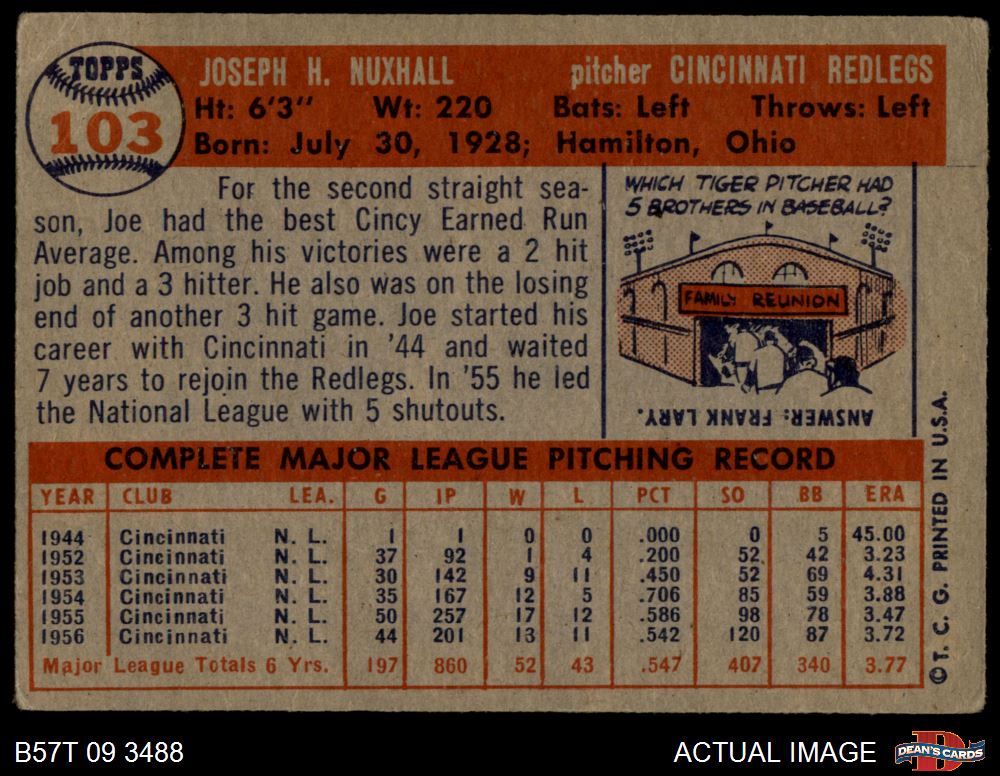 TOPPS
103
JOSEPH H. NUXHALL pitcher CINCINNATI REDLEGS
Ht: 6'3" Wt: 220 Bats: Left Throws: Left
Born: July 30, 1928; Hamilton, Ohio
For the second straight sea-
son, Joe had the best Cincy Earned Run
Average. Among his victories were a 2 hit
job and a 3 hitter. He also was on the losing
end of another 3 hit game. Joe started his
career with Cincinnati in '44 and waited
7 years to rejoin the Redlegs. In '55 he led
the National League with 5 shutouts.
WHICH TIGER PITCHER HAD
5 BROTHERS IN BASEBALL?
FAMILY REUNION
ANSWER: FRANK LARY.
COMPLETE MAJOR LEAGUE PITCHING RECORD
YEAR CLUB LEA. G IP W L PCT SO BB ERA
1944 Cincinnati N. L. 1 1 0 0 .000 0 5 45.00
1952 Cincinnati N. L. 37 92 1 4 .200 52 42 3.23
1953 Cincinnati N. L. 30 142 9 11 .450 52 69 4.31
1954 Cincinnati N. L. 35 167 12 5 .706 85 59 3.88
1955 Cincinnati N. L. 50 257 17 12 .586 98 78 3.47
1956 Cincinnati N. L. 44 201 13 11 .542 120 87 3.72
Major League Totals 6 Yrs. 197 860 52 43 .547 407 340 3.77
© T. C. G. PRINTED IN U.S.A.
B57T 09 3488 ACTUAL IMAGE DEAN'S CARDS